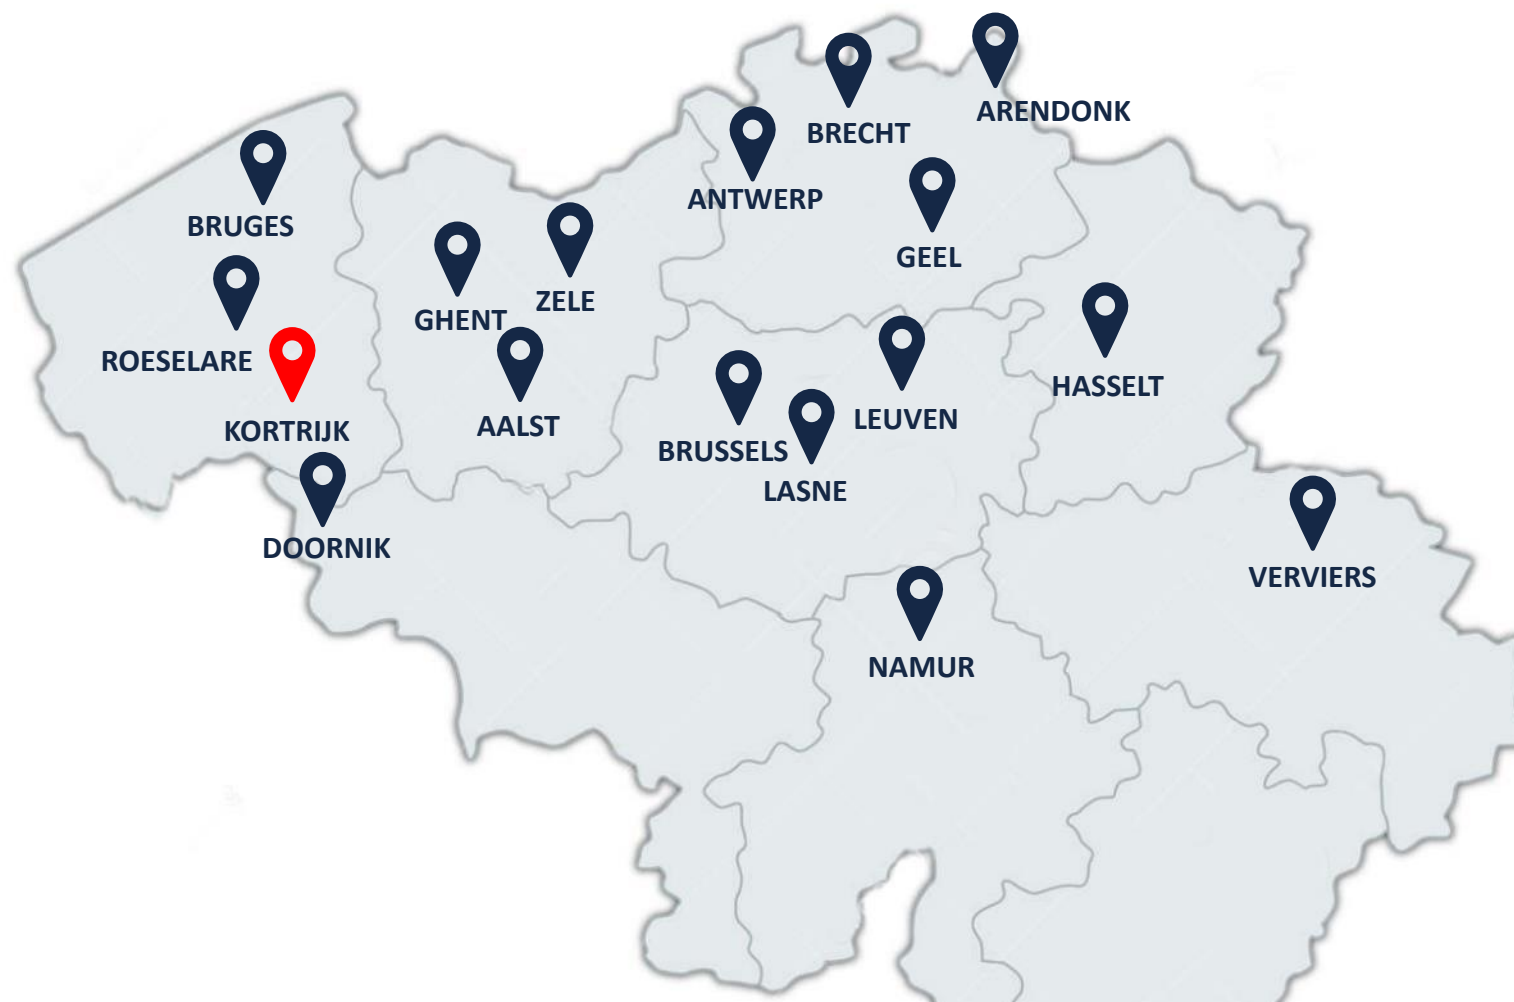 ARENDONK
BRECHT
ANTWERP
BRUGES
GEEL
ZELE
GHENT
ROESELARE
HASSELT
KORTRIJK
AALST
LEUVEN
BRUSSELS
LASNE
DOORNIK
VERVIERS
NAMUR